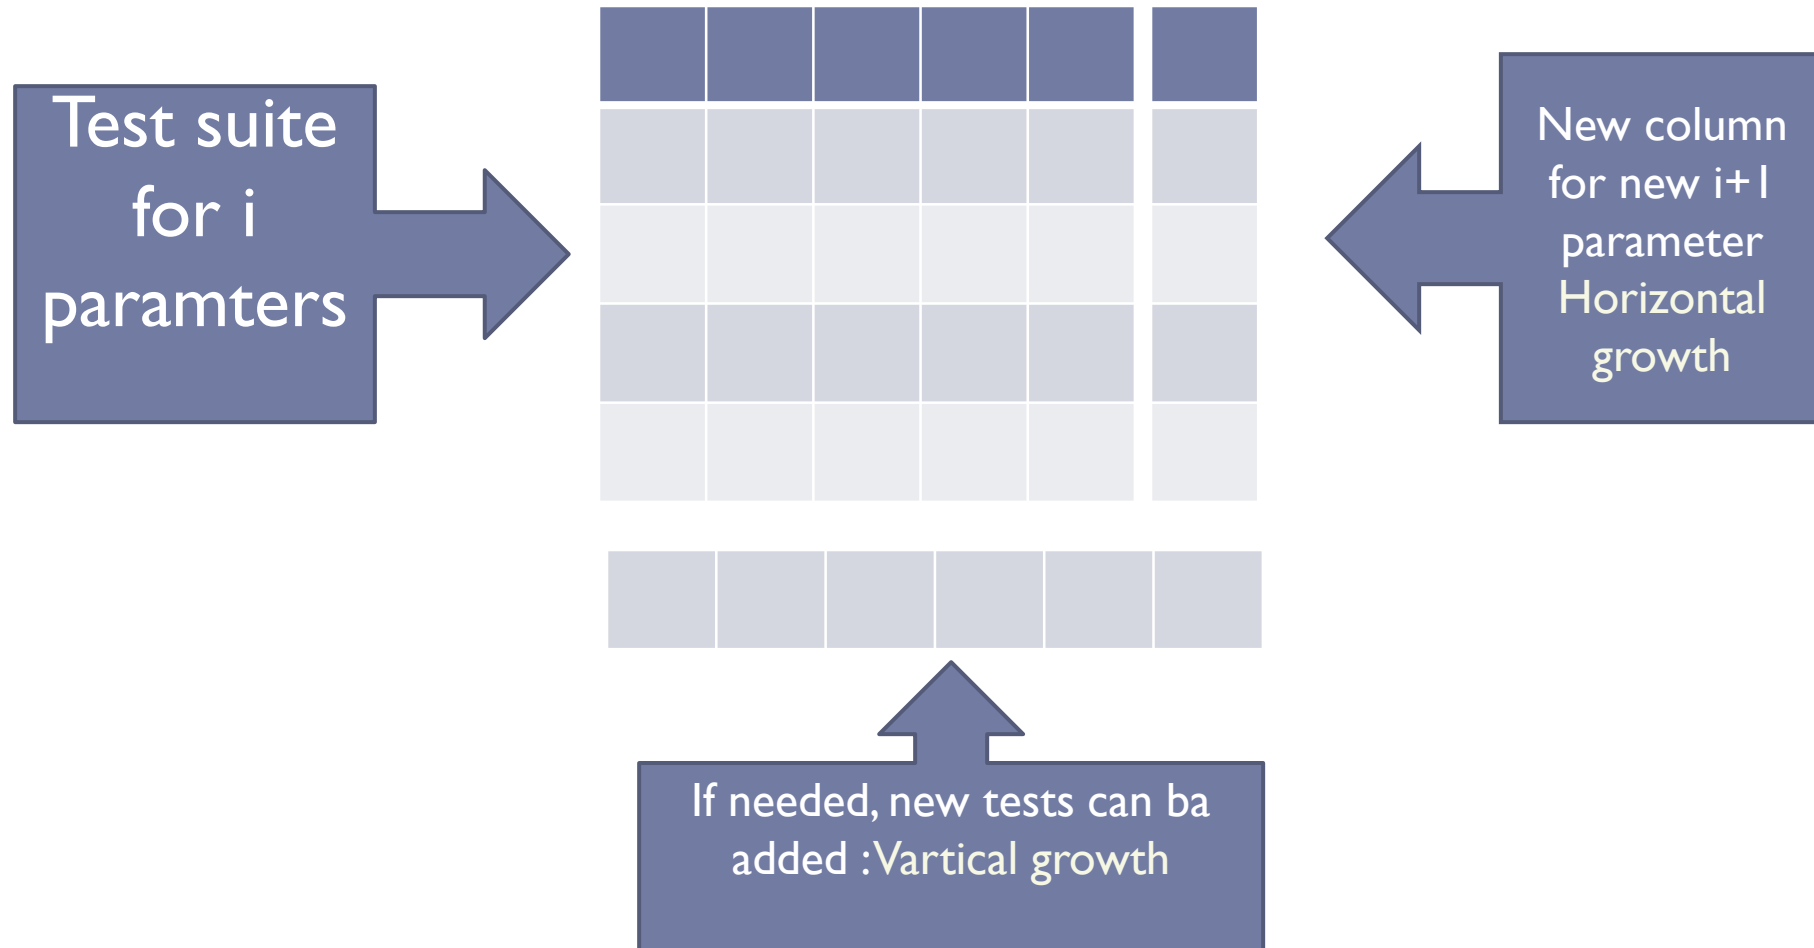 Test suite
for i
paramters
New column
for new i+1
parameter
Horizontal
growth
If needed, new tests can ba
added : Vartical growth